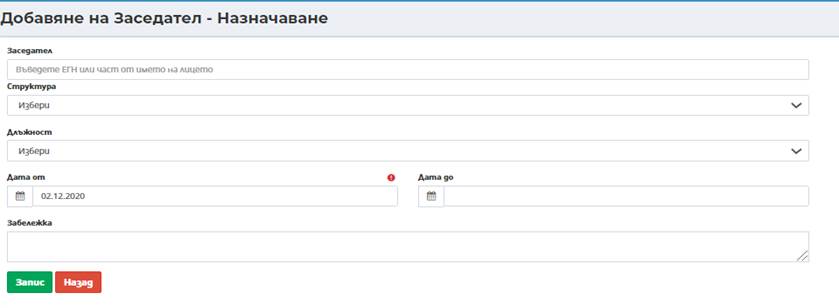 Добавяне на Заседател - Назначаване
Заседател
Въведете ЕГН или част от името на лицето
Структура
Избери
Длъжност
Избери
Дата от
Дата до
02.12.2020
Забележка
Запис Назад